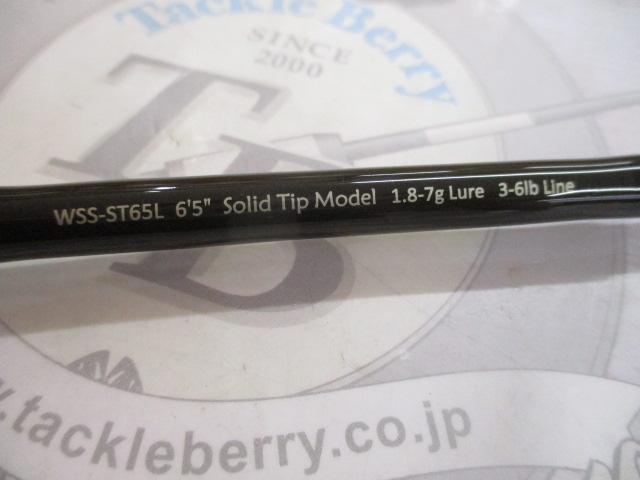 Tackle Berry
SINCE
2000
TB
WSS-ST65L 6'5" Solid Tip Model 1.8-7g Lure 3-6lb Line
.tackleberry.co.jp